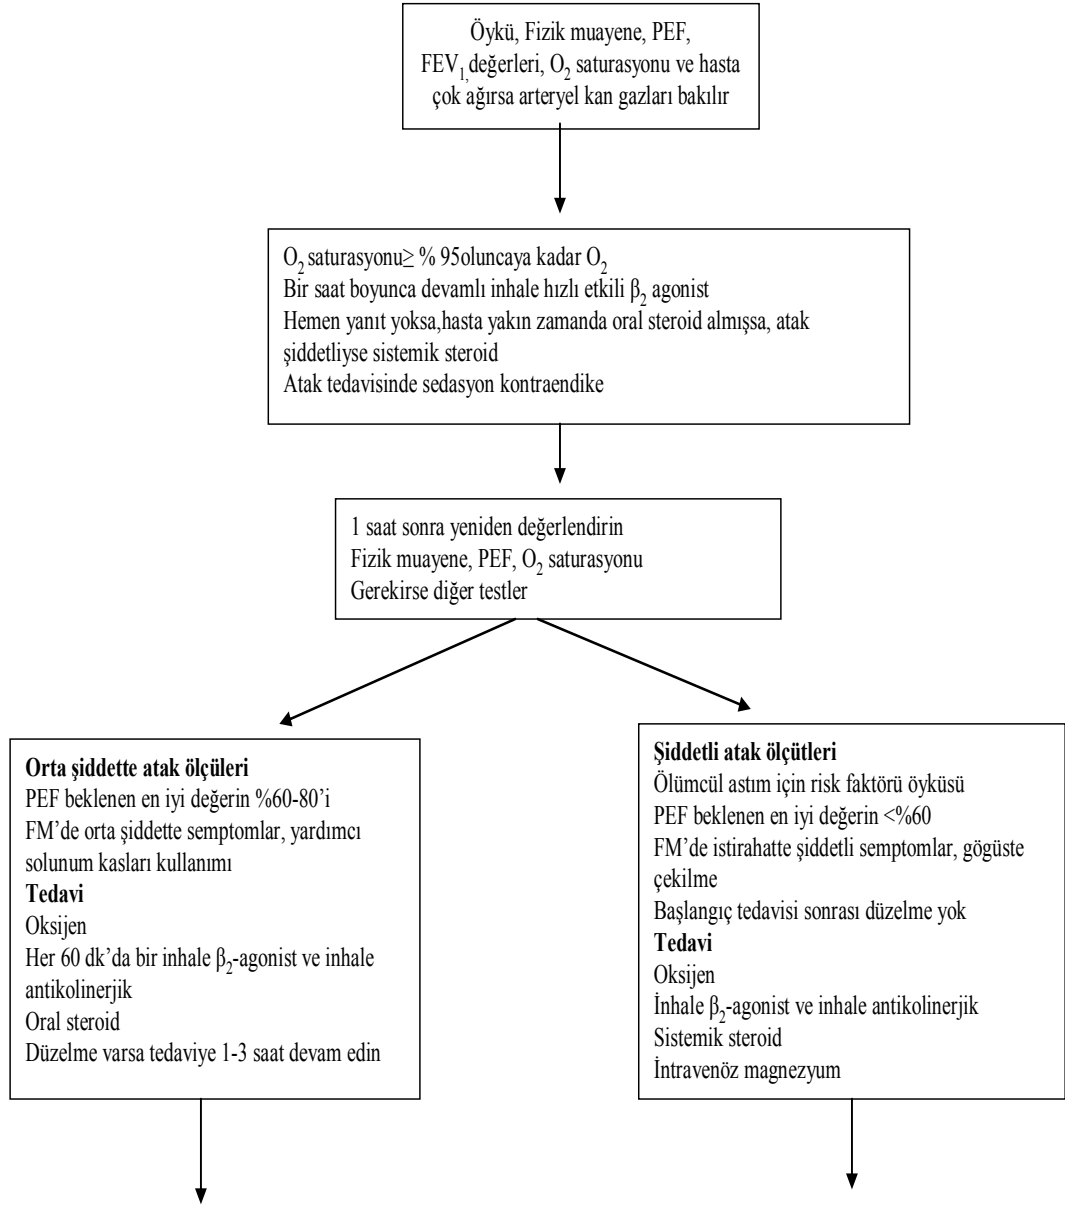 Öykü, Fizik muayene, PEF,
FEV1,değerleri, O2 saturasyonu ve hasta
çok ağırsa arteryel kan gazları bakılır
O2 saturasyonu≥ % 95oluncaya kadar O2
Bir saat boyunca devamlı inhale hızlı etkili β2 agonist
Hemen yanıt yoksa,hasta yakın zamanda oral steroid almışsa, atak
şiddetliyse sistemik steroid
Atak tedavisinde sedasyon kontraendike
1 saat sonra yeniden değerlendirin
Fizik muayene, PEF, O2 saturasyonu
Gerekirse diğer testler
Orta şiddette atak ölçüleri
PEF beklenen en iyi değerin %60-80’i
FM’de orta şiddette semptomlar, yardımcı
solunum kasları kullanımı
Tedavi
Oksijen
Her 60 dk’da bir inhale β2-agonist ve inhale
antikolinerjik
Oral steroid
Düzelme varsa tedaviye 1-3 saat devam edin
Şiddetli atak ölçütleri
Ölümcül astım için risk faktörü öyküsü
PEF beklenen en iyi değerin <%60
FM’de istirahatte şiddetli semptomlar, gögüste
çekilme
Başlangıç tedavisi sonrası düzelme yok
Tedavi
Oksijen
İnhale β2-agonist ve inhale antikolinerjik
Sistemik steroid
İntravenöz magnezyum